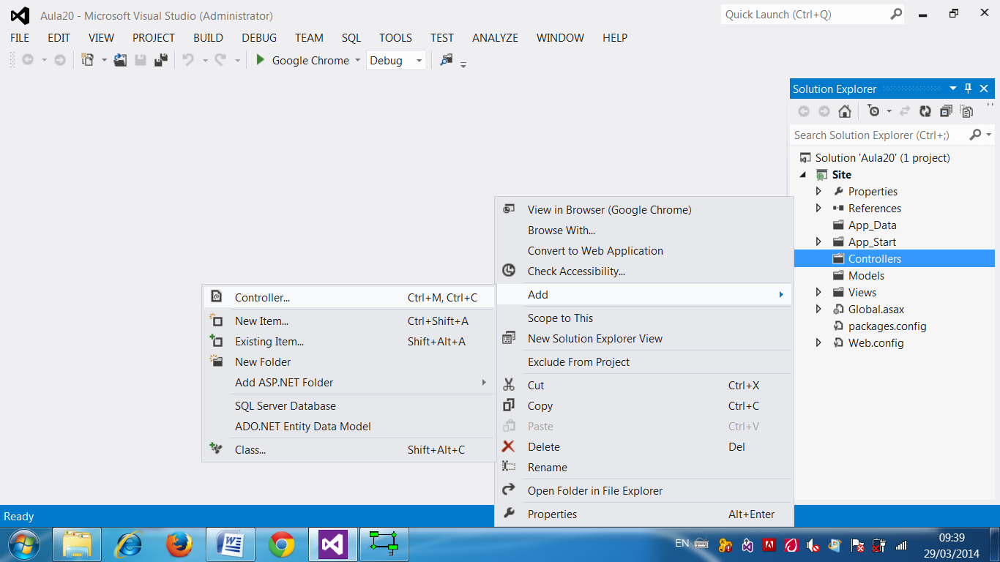 Aula20 - Microsoft Visual Studio (Administrator)
Quick Launch (Ctrl+Q)
FILE EDIT VIEW PROJECT BUILD DEBUG TEAM SQL TOOLS TEST ANALYZE WINDOW HELP
Google Chrome Debug
Solution Explorer
Search Solution Explorer (Ctrl+;)
Solution 'Aula20' (1 project)
Site
Properties
References
App_Data
App_Start
Controllers
Models
Views
Global.asax
packages.config
Web.config
View in Browser (Google Chrome)
Browse With...
Convert to Web Application
Check Accessibility...
Add
Scope to This
New Solution Explorer View
Exclude From Project
Cut Ctrl+X
Copy Ctrl+C
Paste Ctrl+V
Delete Del
Rename
Open Folder in File Explorer
Properties Alt+Enter
Controller... Ctrl+M, Ctrl+C
New Item... Ctrl+Shift+A
Existing Item... Shift+Alt+A
New Folder
Add ASP.NET Folder
SQL Server Database
ADO.NET Entity Data Model
Class... Shift+Alt+C
Ready
EN
09:39
29/03/2014